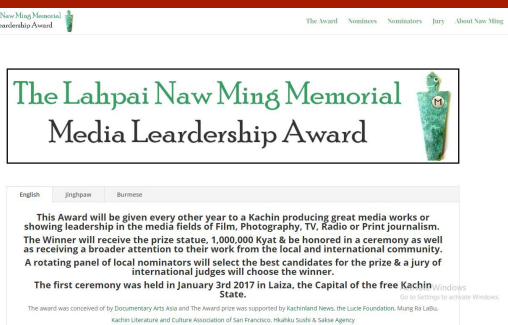 Naw Ming Memorial
Leardership Award
The Award Nominees Nominators Jury About Naw Ming
The Lahpai Naw Ming Memorial
Media Leardership Award
M
English Jinghpaw Burmese
This Award will be given every other year to a Kachin producing great media works or
showing leadership in the media fields of Film, Photography, TV, Radio or Print journalism.
The Winner will receive the prize statue, 1,000,000 Kyat & be honored in a ceremony as well
as receiving a broader attention to their work from the local and international community.
A rotating panel of local nominators will select the best candidates for the prize & a jury of
international judges will choose the winner.
The first ceremony was held in January 3rd 2017 in Laiza, the Capital of the free Kachin
State.
Activate Windows
Go to Settings to activate Windows.
The award was conceived of by Documentary Arts Asia and The Award prize was supported by Kachinland News, the Lucie Foundation, Mung Ra LaBu,
Kachin Literature and Culture Association of San Francisco, Hkahku Sushi & Sakse Agency